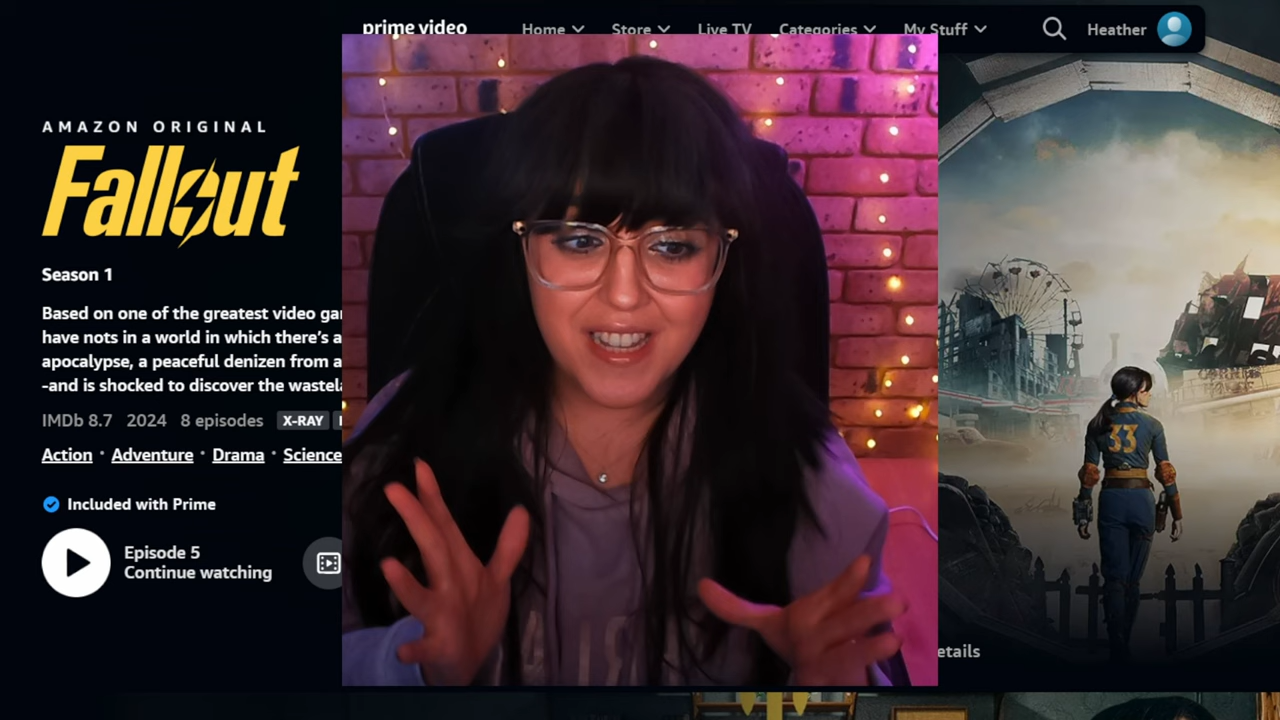 prime video
Home
Store
Live TV
Categories
My Stuff
Heather
AMAZON ORIGINAL
Fallout
Season 1
Based on one of the greatest video gam
have nots in a world in which there's a
apocalypse, a peaceful denizen from a
-and is shocked to discover the wastela
IMDb 8.7 2024 8 episodes X-RAY
Action · Adventure · Drama · Science
Included with Prime
Episode 5
Continue watching
33
etails